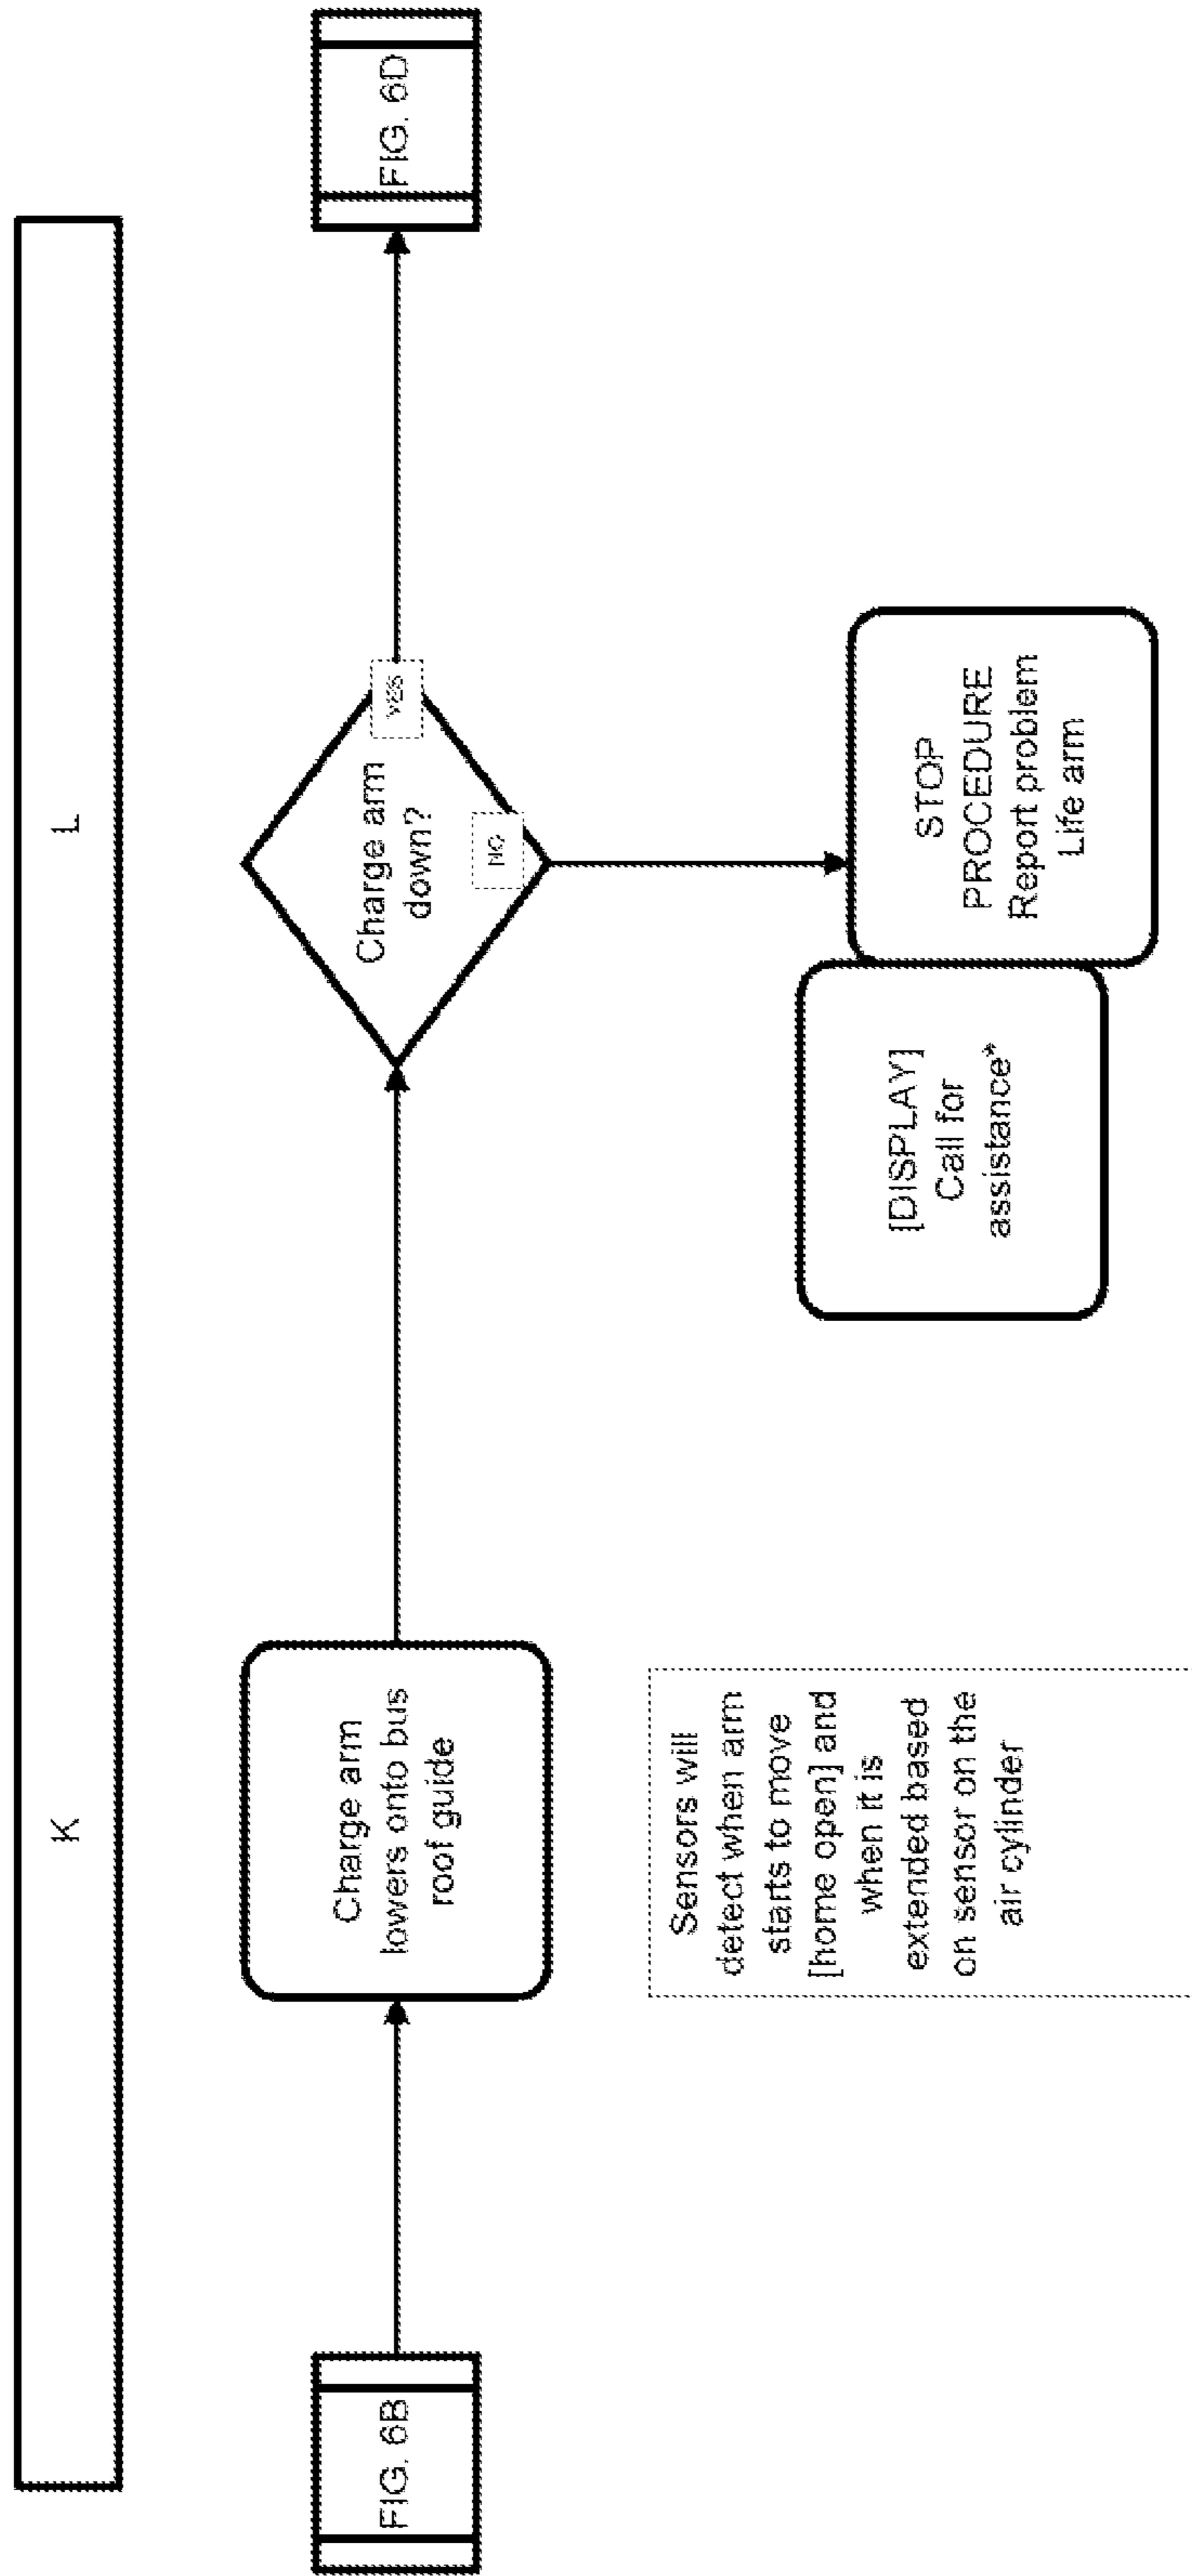 K
L
FIG. 6B
Charge arm
lowers onto bus
roof guide
Charge arm
down?
YES
NO
FIG. 6D
Sensors will
detect when arm
starts to move
[home open] and
when it is
extended based
on sensor on the
air cylinder
[DISPLAY]
Call for
assistance*
STOP
PROCEDURE
Report problem
Life arm